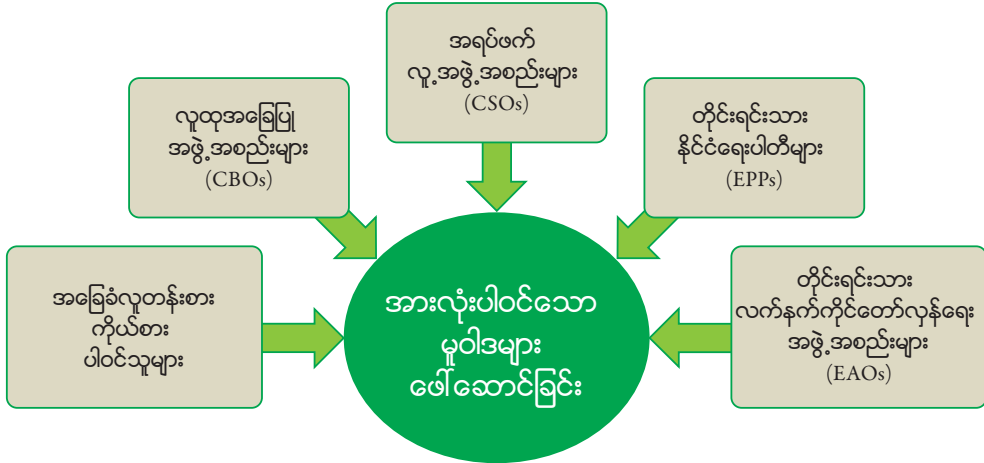 အရပ်ဖက်
လူ့အဖွဲ့အစည်းများ
(CSOs)
လူထုအခြေပြု
အဖွဲ့အစည်းများ
(CBOs)
တိုင်းရင်းသား
နိုင်ငံရေးပါတီများ
(EPPs)
အခြေခံလူတန်းစား
ကိုယ်စား
ပါဝင်သူများ
တိုင်းရင်းသား
လက်နက်ကိုင်တော်လှန်ရေး
အဖွဲ့အစည်းများ
(EAOs)
အားလုံးပါဝင်သော
မူဝါဒများ
ဖေါ်ဆောင်ခြင်း